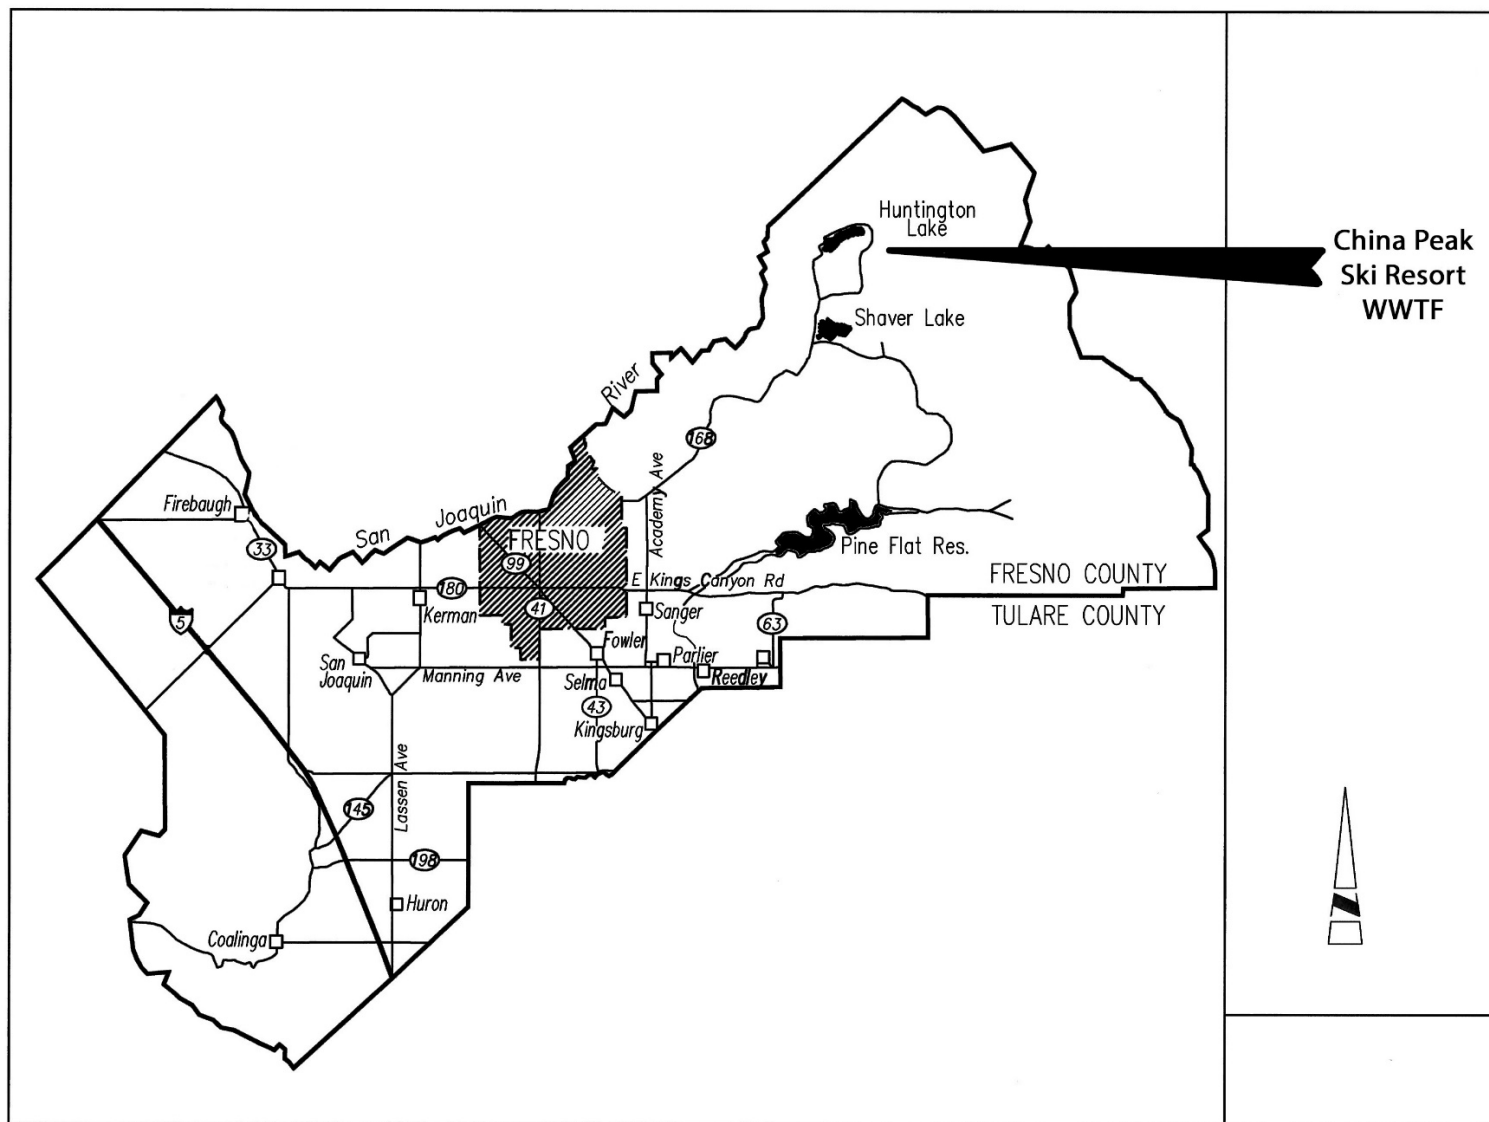 Huntington
Lake
China Peak
Ski Resort
WWTF
Shaver Lake
River
168
Academy Ave
Firebaugh
San
Joaquin
FRESNO
33
99
Pine Flat Res.
180
E Kings Canyon Rd
FRESNO COUNTY
TULARE COUNTY
5
Kerman
41
Sanger
63
Fowler
San
Joaquin
Parlier
Manning Ave
Selma
Reedley
43
Kingsburg
Lassen Ave
145
198
Huron
Coalinga
N